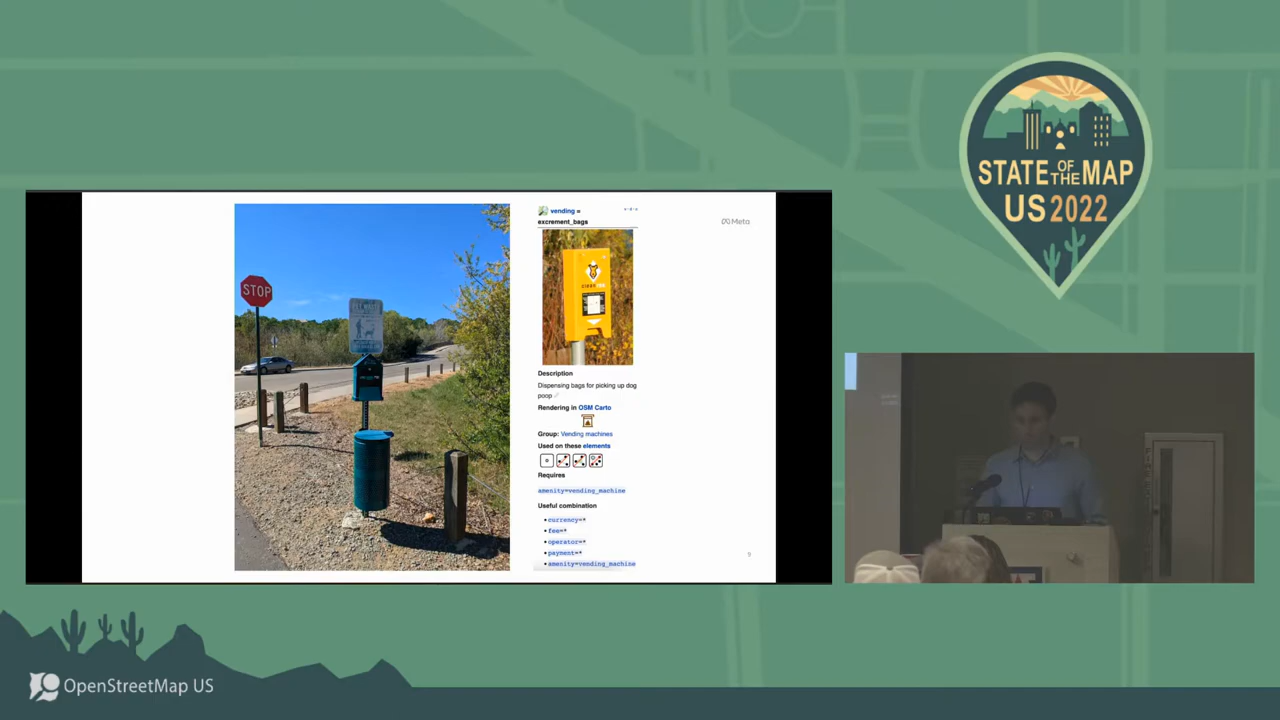 STATE OF THE MAP
US 2022
STOP
vending =
excrement_bags
v · d · e
Meta
Description
Dispensing bags for picking up dog
poop
Rendering in OSM Carto
Group: Vending machines
Used on these elements
Requires
amenity=vending_machine
Useful combination
•currency=*
•fee=*
•operator=*
•payment=*
•amenity=vending_machine
OpenStreetMap US